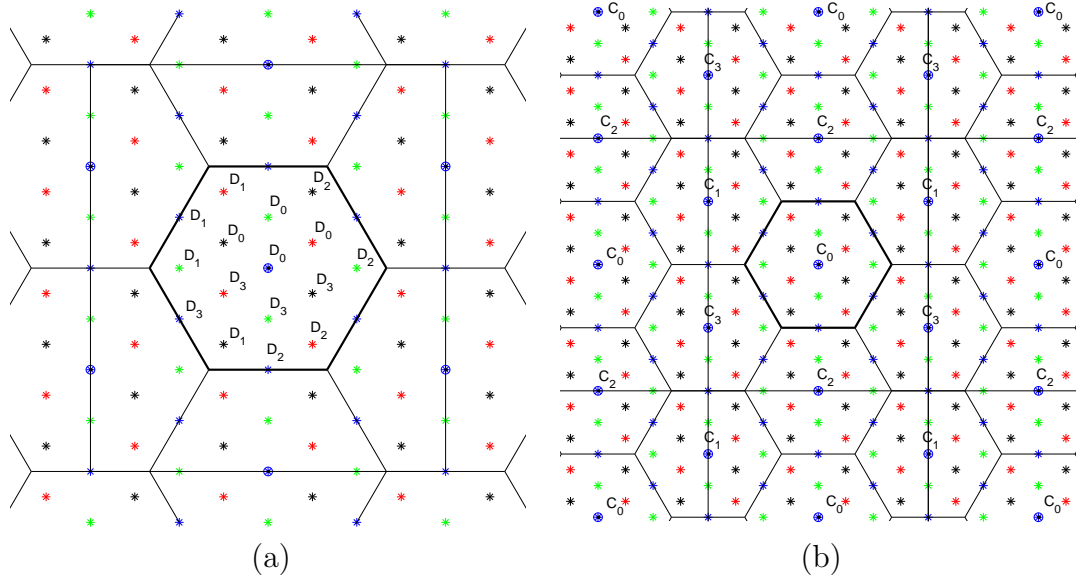 D₁
D₂
D₀
D₁
D₀
D₀
D₁
D₀
D₂
D₃
D₃
D₃
D₃
D₁
D₂
D₂
(a)
C₀ C₀ C₀
C₃ C₃
C₂ C₂ C₂
C₁ C₁
C₀ C₀ C₀
C₃ C₃
C₂ C₂ C₂
C₁ C₁
C₀ C₀ C₀
(b)